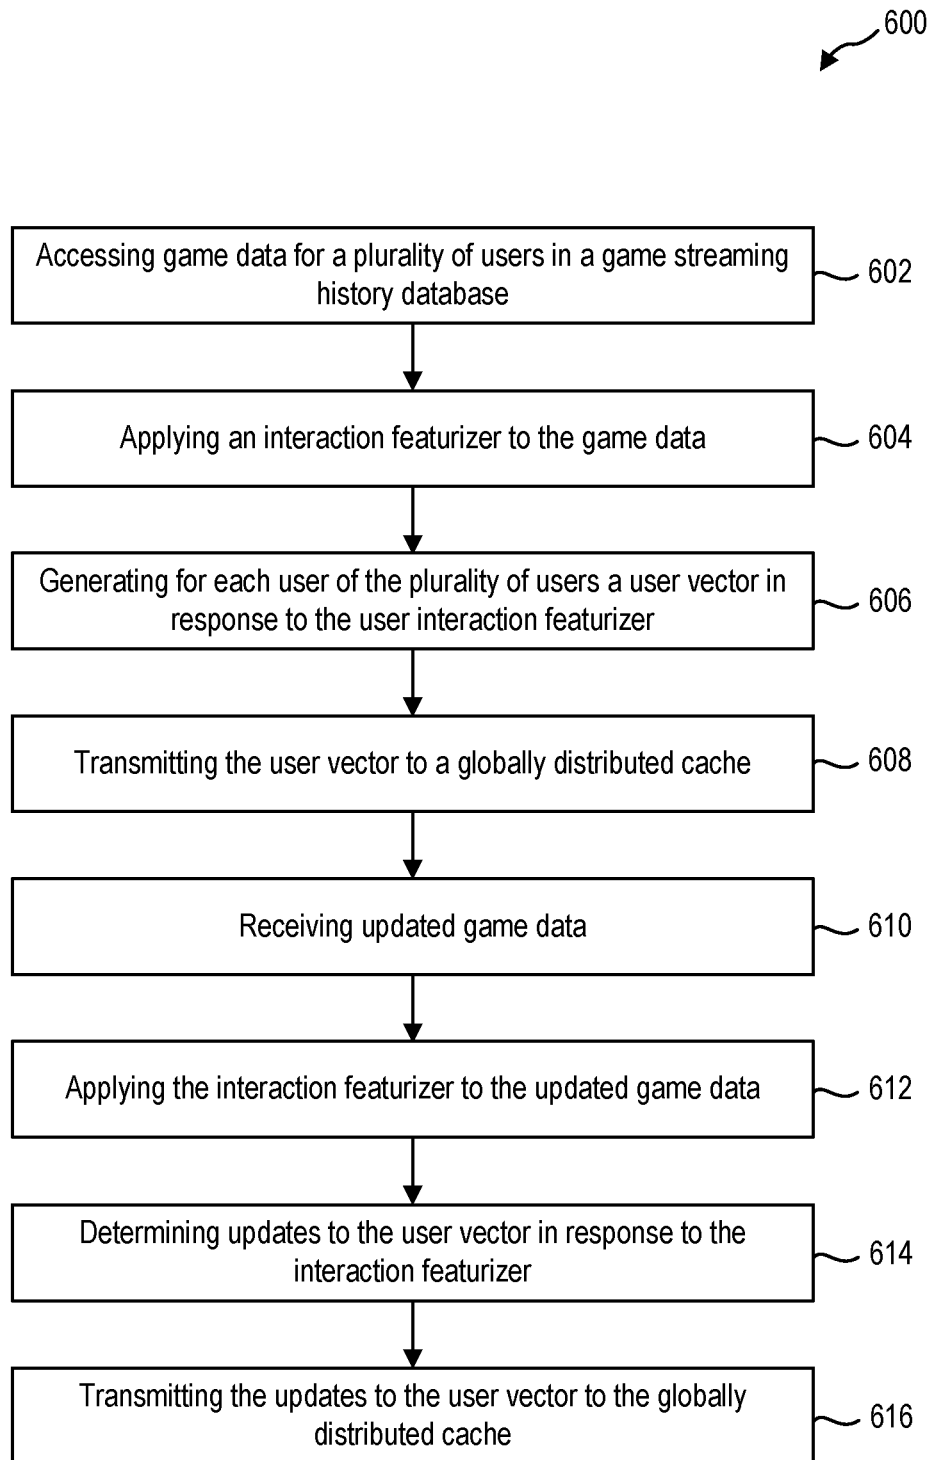 600
Accessing game data for a plurality of users in a game streaming
history database
602
Applying an interaction featurizer to the game data
604
Generating for each user of the plurality of users a user vector in
response to the user interaction featurizer
606
Transmitting the user vector to a globally distributed cache
608
Receiving updated game data
610
Applying the interaction featurizer to the updated game data
612
Determining updates to the user vector in response to the
interaction featurizer
614
Transmitting the updates to the user vector to the globally
distributed cache
616